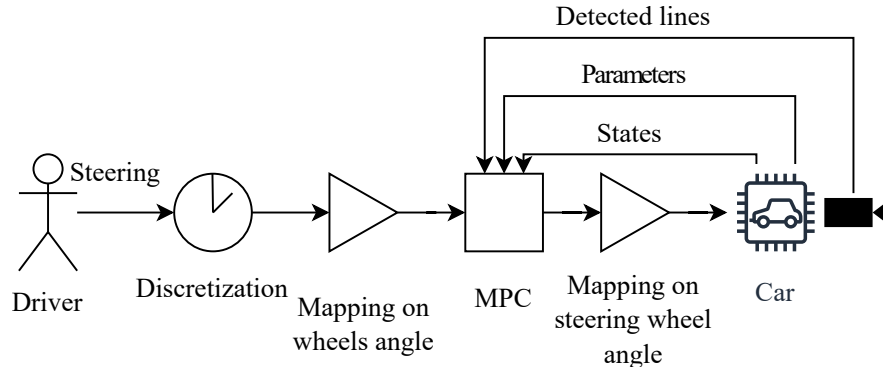 Detected lines
Parameters
States
Steering
Driver
Discretization
Mapping on
wheels angle
MPC
Mapping on
steering wheel
angle
Car